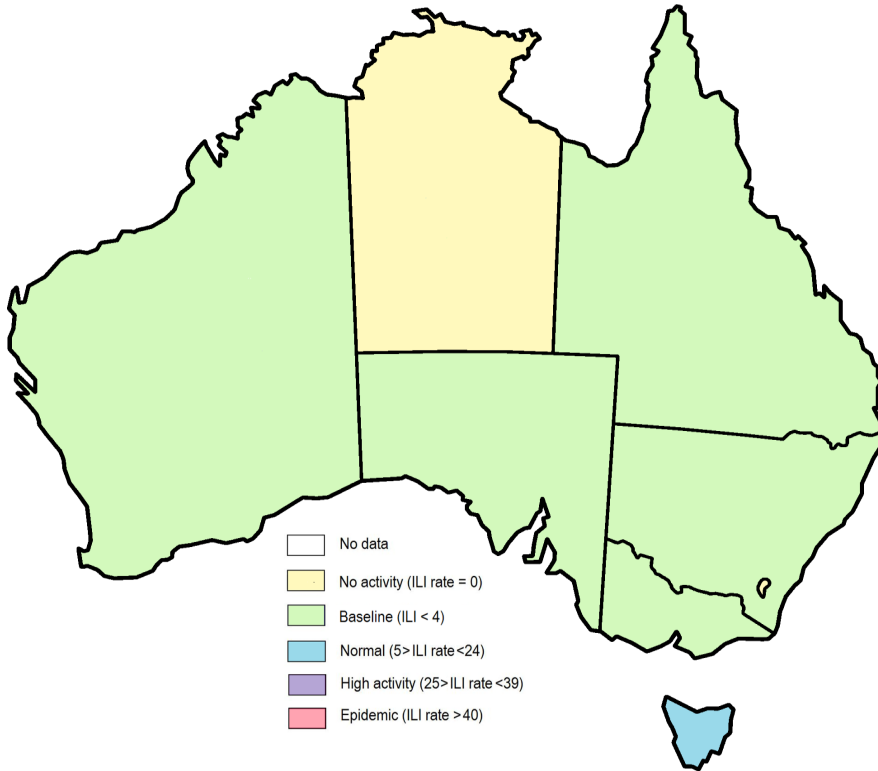 No data
No activity (ILI rate = 0)
Baseline (ILI < 4)
Normal (5> ILI rate <24)
High activity (25> ILI rate <39)
Epidemic (ILI rate >40)